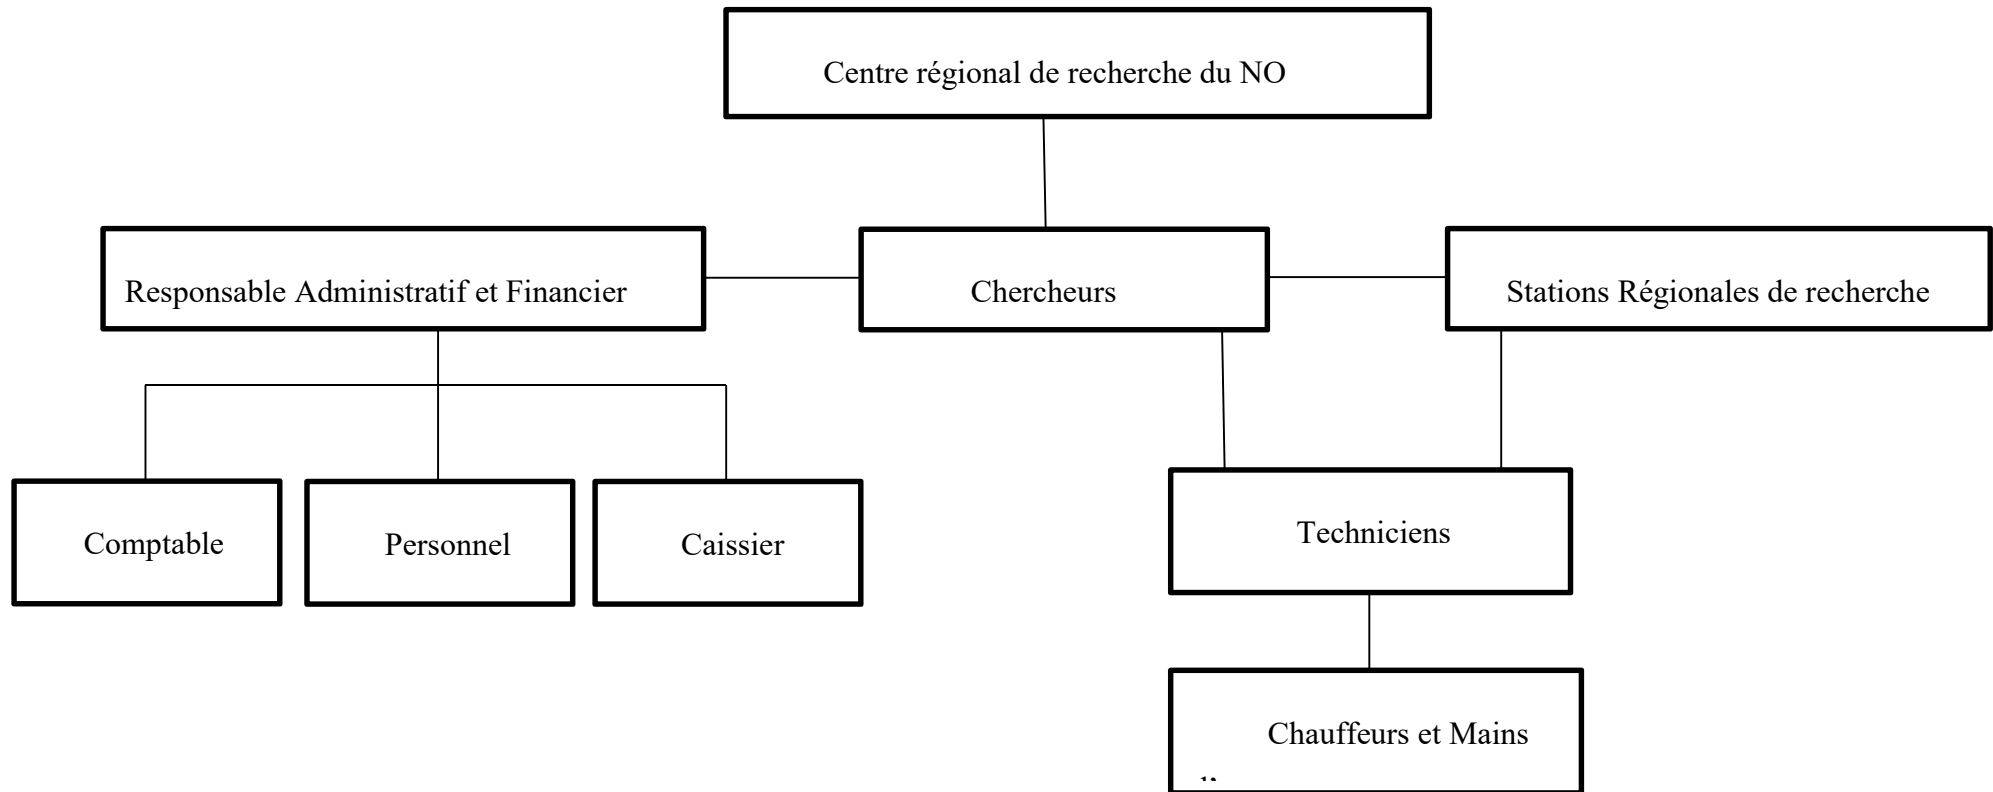 Centre régional de recherche du NO
Responsable Administratif et Financier
Chercheurs
Stations Régionales de recherche
Comptable
Personnel
Caissier
Techniciens
Chauffeurs et Mains